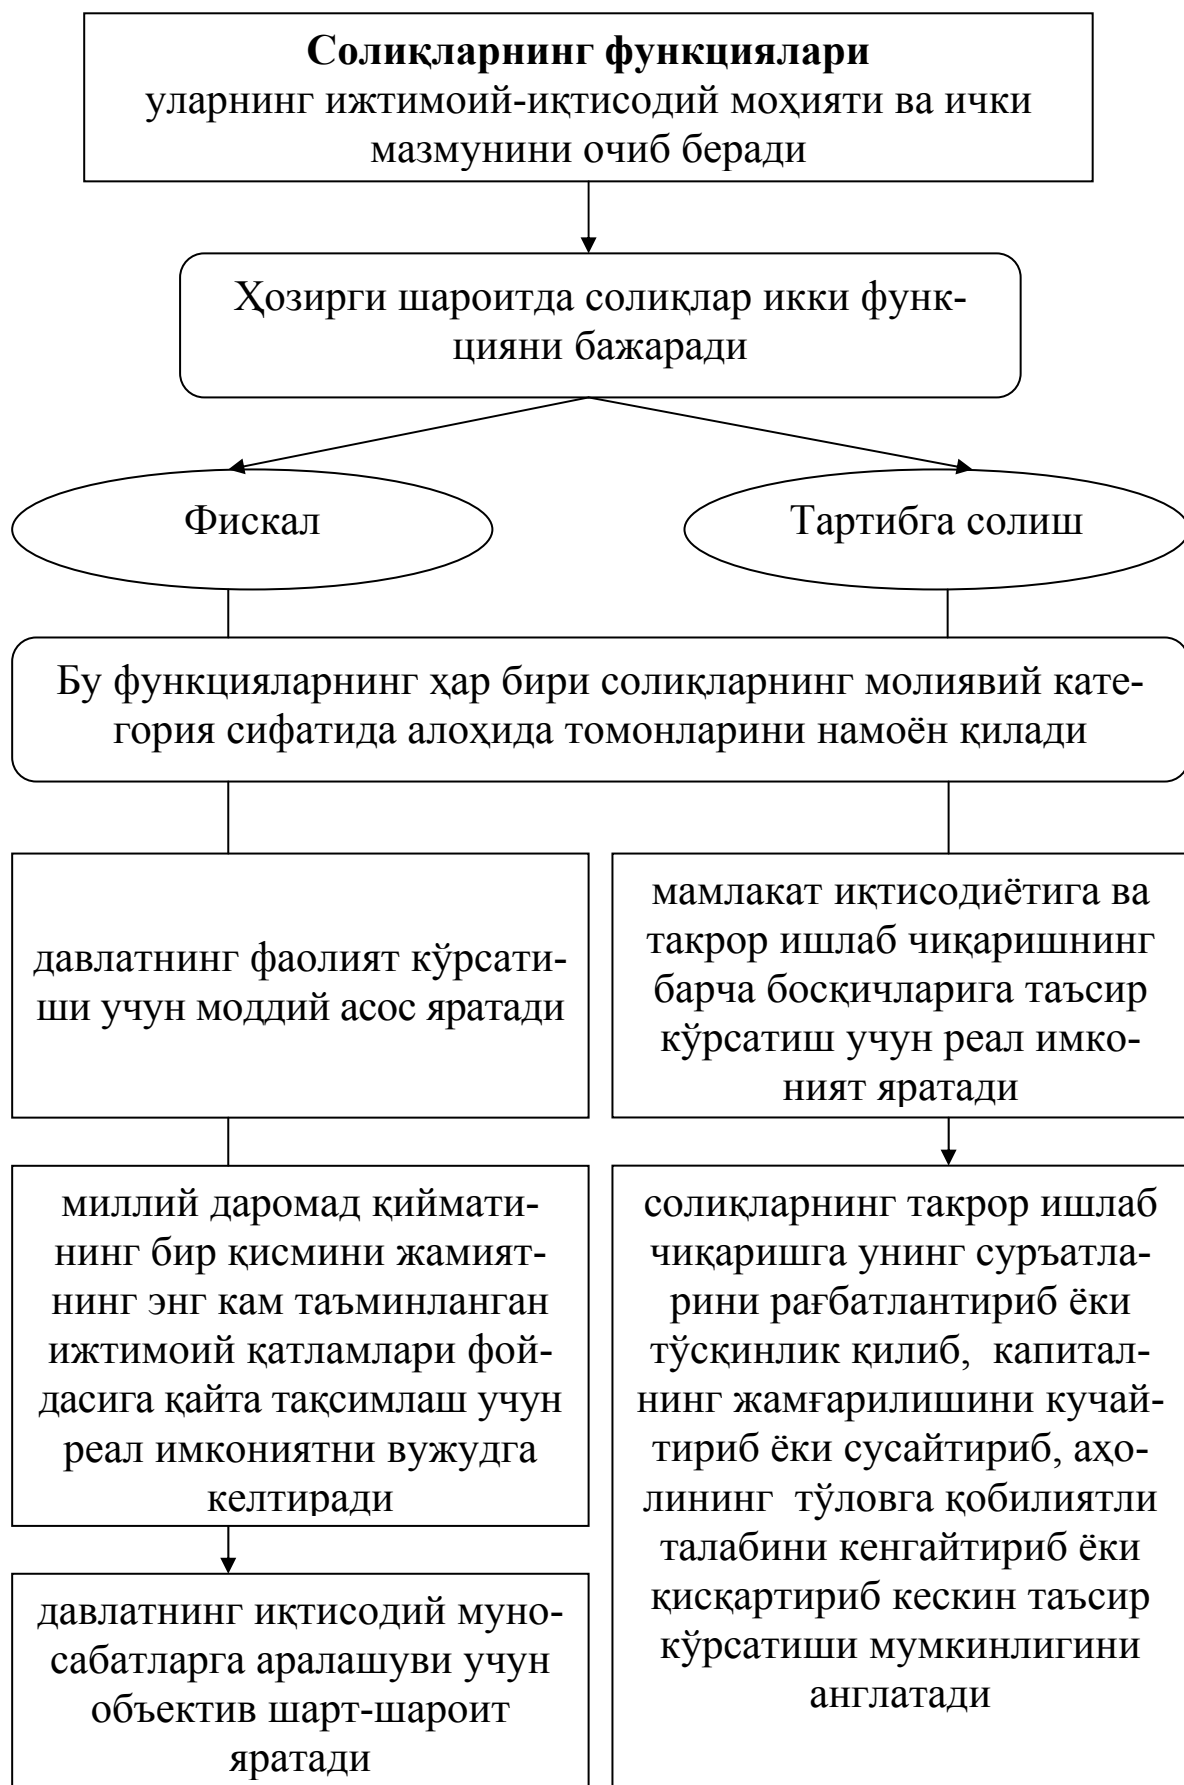 Солиқларнинг функциялари
уларнинг ижтимоий-иқтисодий моҳияти ва ички
мазмунини очиб беради
Ҳозирги шароитда солиқлар икки функ-
цияни бажаради
Фискал
Тартибга солиш
Бу функцияларнинг ҳар бири солиқларнинг молиявий кате-
гория сифатида алоҳида томонларини намоён қилади
давлатнинг фаолият кўрсати-
ши учун моддий асос яратади
миллий даромад қиймати-
нинг бир қисмини жамият-
нинг энг кам таъминланган
ижтимоий қатламлари фой-
дасига қайта тақсимлаш учун
реал имкониятни вужудга
келтиради
давлатнинг иқтисодий муно-
сабатларга аралашуви учун
объектив шарт-шароит
яратади
мамлакат иқтисодиётига ва
такрор ишлаб чиқаришнинг
барча босқичларига таъсир
кўрсатиш учун реал имко-
ният яратади
солиқларнинг такрор ишлаб
чиқаришга унинг суръатла-
рини рағбатлантириб ёки
тўсқинлик қилиб, капитал-
нинг жамғарилишини кучай-
тириб ёки сусайтириб, аҳо-
лининг тўловга қобилиятли
талабини кенгайтириб ёки
қисқартириб кескин таъсир
кўрсатиши мумкинлигини
англатади